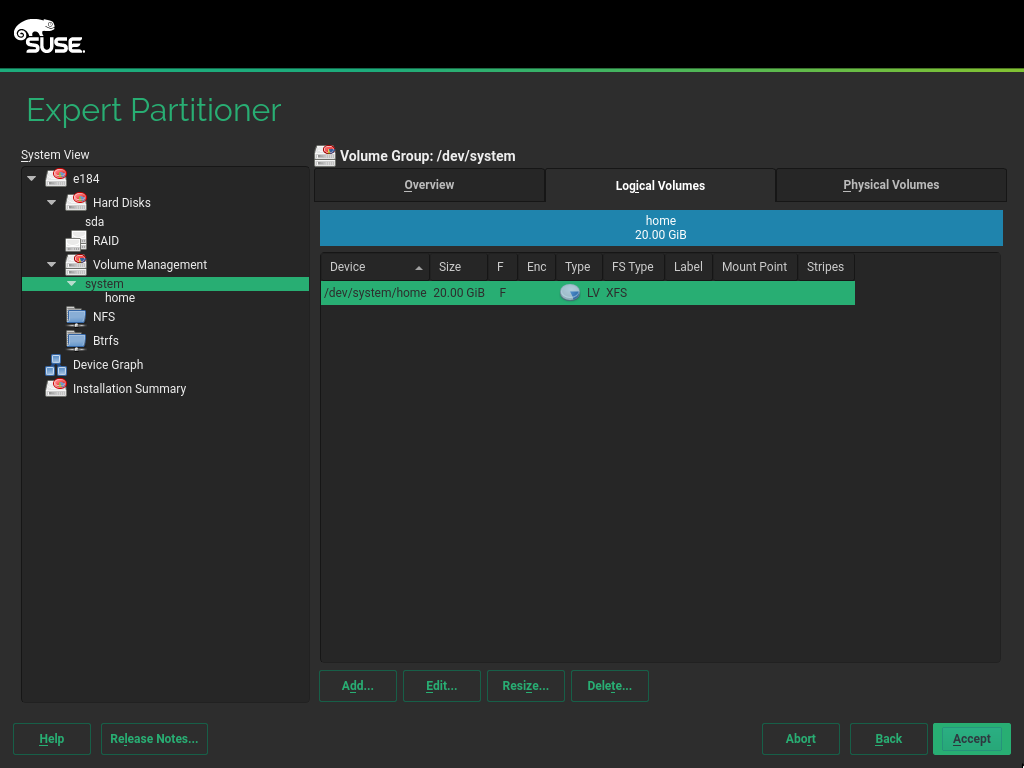 SUSE.
Expert Partitioner
System View
e184
Hard Disks
sda
RAID
Volume Management
system
home
NFS
Btrfs
Device Graph
Installation Summary
Volume Group: /dev/system
Overview Logical Volumes Physical Volumes
home
20.00 GiB
Device Size F Enc Type FS Type Label Mount Point Stripes
/dev/system/home 20.00 GiB F LV XFS
Add... Edit... Resize... Delete...
Help Release Notes... Abort Back Accept